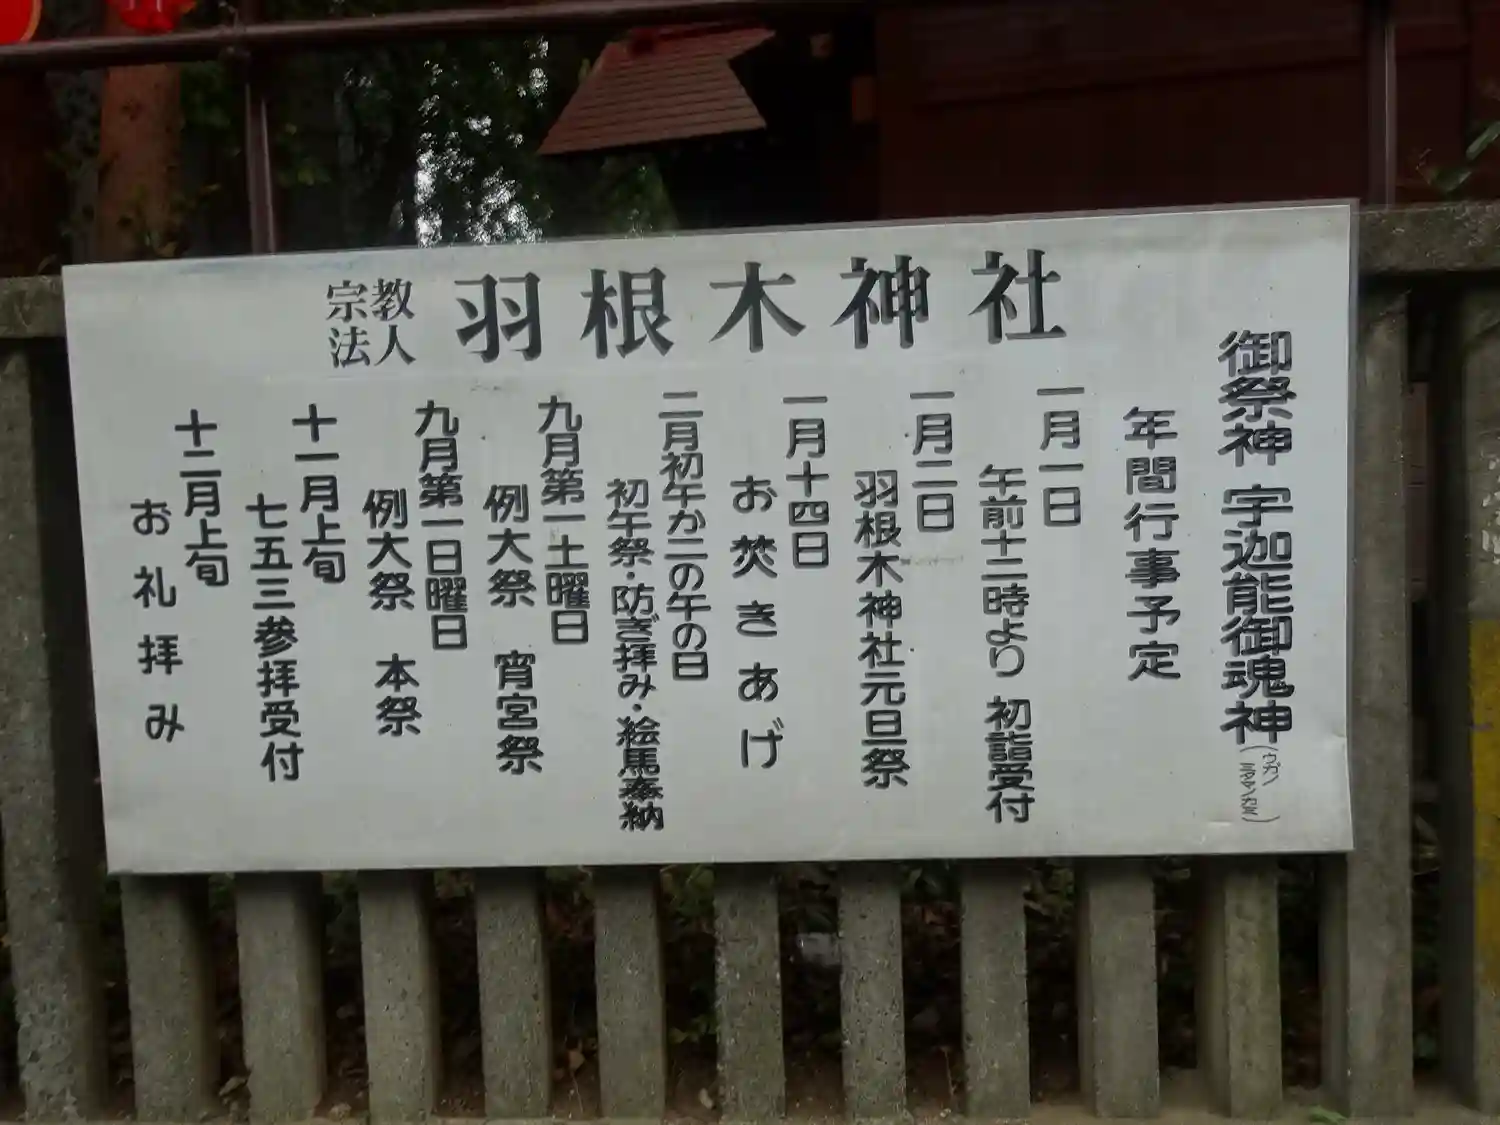 宗教法人 羽根木神社
御祭神 宇迦能御魂神
(ウガノミタマノカミ)
年間行事予定
一月一日
午前十二時より 初詣受付
一月二日
羽根木神社元旦祭
一月十四日
お焚きあげ
二月初午か二の午の日
初午祭・防ぎ拝み・絵馬奉納
九月第一土曜日
例大祭 宵宮祭
九月第一日曜日
例大祭 本祭
十一月上旬
七五三参拝受付
十二月上旬
お礼拝み